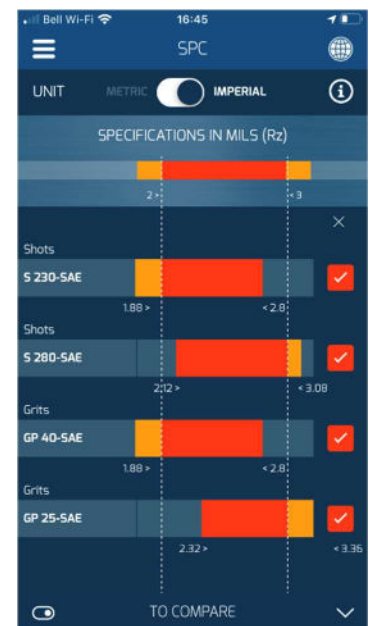 Bell Wi-Fi 16:45
SPC
UNIT METRIC IMPERIAL i
SPECIFICATIONS IN MILS (Rz)
2 > < 3
Shots
S 230-SAE
1.88 > < 2.8
Shots
S 280-SAE
2.12 > < 3.08
Grits
GP 40-SAE
1.88 > < 2.8
Grits
GP 25-SAE
2.32 > < 3.36
TO COMPARE